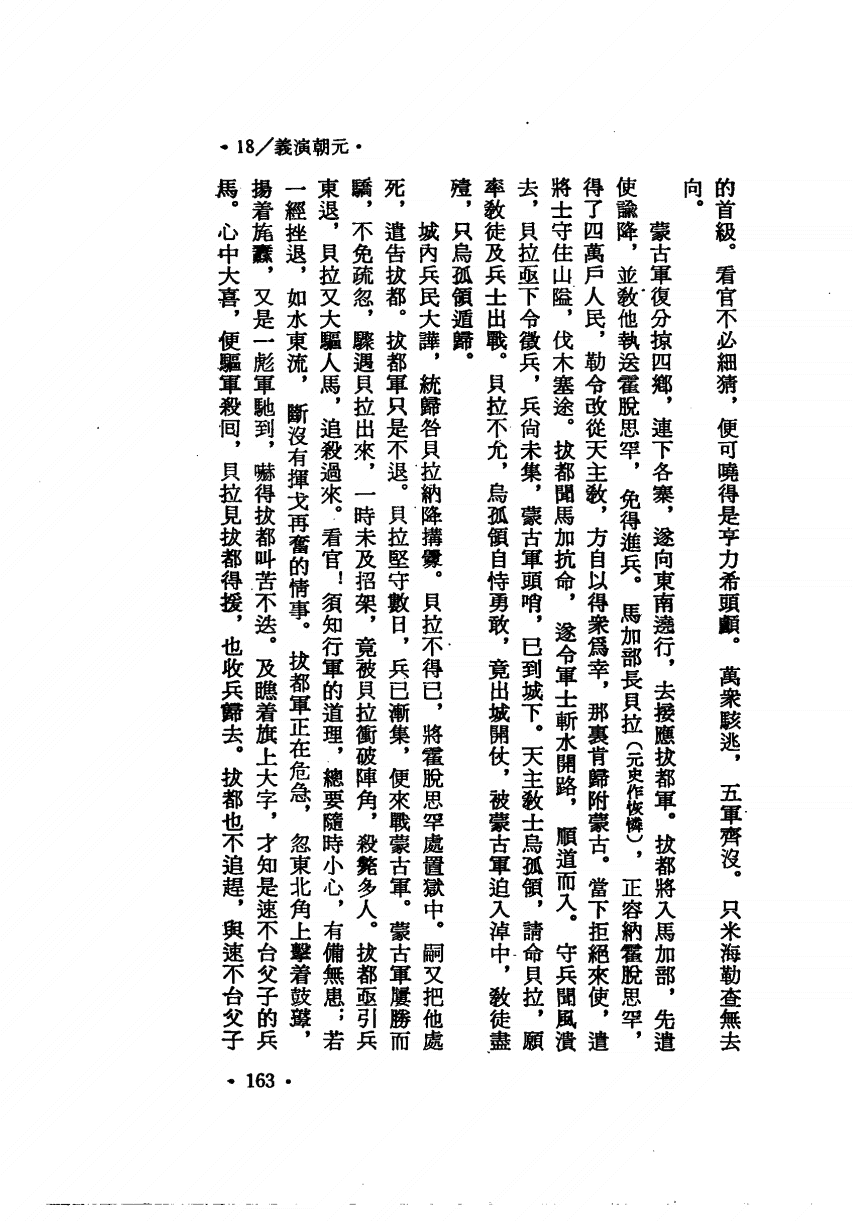 ·18/義演朝元·
的首級。看官不必細猜，便可曉得是亨力希頭顱。萬衆駭逃，五軍齊沒。只米海勒查無去
向。
蒙古軍復分掠四鄉，連下各寨，遂向東南遶行，去接應拔都軍。拔都將入馬加部，先遣
使諭降，並敎他執送霍脫思罕，免得進兵。馬加部長貝拉（元史作恢憐），正容納霍脫思罕，
得了四萬戶人民，勒令改從天主敎，方自以得衆爲幸，那裏肯歸附蒙古。當下拒絕來使，遣
將士守住山隘，伐木塞途。拔都聞馬加抗命，遂令軍士斬水開路，順道而入。守兵聞風潰
去，貝拉亟下令徵兵，兵尙未集，蒙古軍頭哨，已到城下。天主敎士烏孤領，請命貝拉，願
率敎徒及兵士出戰。貝拉不允，烏孤領自恃勇敢，竟出城開仗，被蒙古軍迫入淖中，敎徒盡
殪，只烏孤領遁歸。
城內兵民大譁，統歸咎貝拉納降搆釁。貝拉不得已，將霍脫思罕處置獄中。嗣又把他處
死，遣告拔都。拔都軍只是不退。貝拉堅守數日，兵已漸集，便來戰蒙古軍。蒙古軍屢勝而
驕，不免疏忽，驟遇貝拉出來，一時未及招架，竟被貝拉衝破陣角，殺斃多人。拔都亟引兵
東退，貝拉又大驅人馬，追殺過來。看官！須知行軍的道理，總要隨時小心，有備無患；若
一經挫退，如水東流，斷沒有揮戈再奮的情事。拔都軍正在危急，忽東北角上擊着鼓鼙，
揚着旄纛，又是一彪軍馳到，嚇得拔都叫苦不迭。及瞧着旗上大字，才知是速不台父子的兵
馬。心中大喜，便驅軍殺回，貝拉見拔都得援，也收兵歸去。拔都也不追趕，與速不台父子
·163·